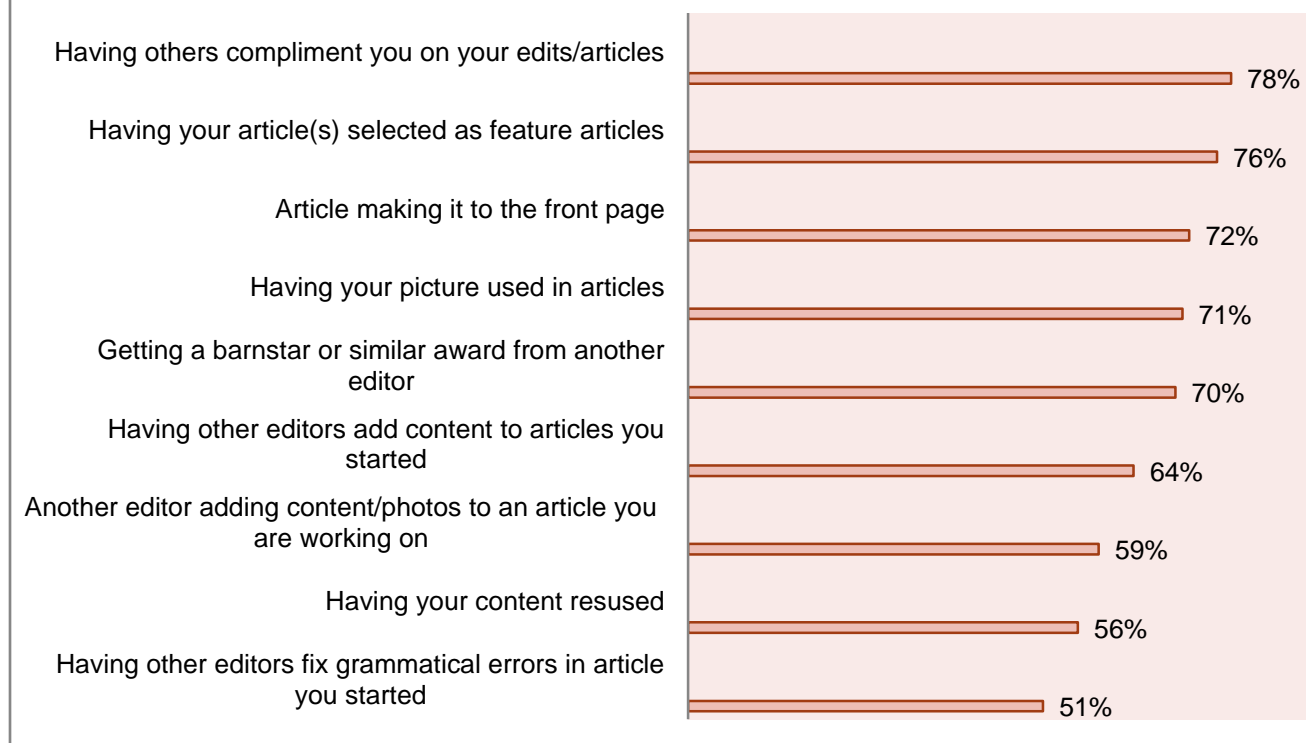 Having others compliment you on your edits/articles
78%
Having your article(s) selected as feature articles
76%
Article making it to the front page
72%
Having your picture used in articles
71%
Getting a barnstar or similar award from another
editor
70%
Having other editors add content to articles you
started
64%
Another editor adding content/photos to an article you
are working on
59%
Having your content resused
56%
Having other editors fix grammatical errors in article
you started
51%